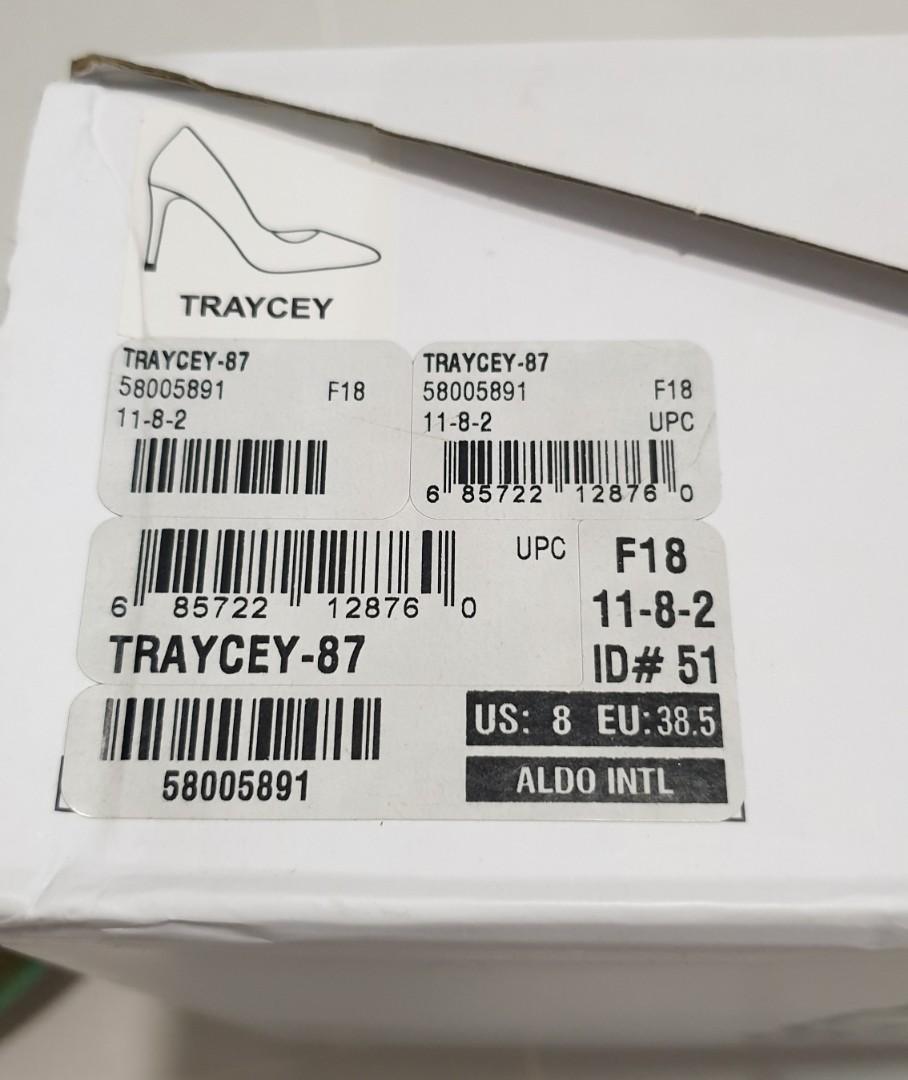 TRAYCEY
TRAYCEY-87
58005891 F18
11-8-2
TRAYCEY-87
58005891 F18
11-8-2 UPC
6 85722 12876 0
UPC
6 85722 12876 0
TRAYCEY-87
F18
11-8-2
ID# 51
58005891
US: 8 EU: 38.5
ALDO INTL